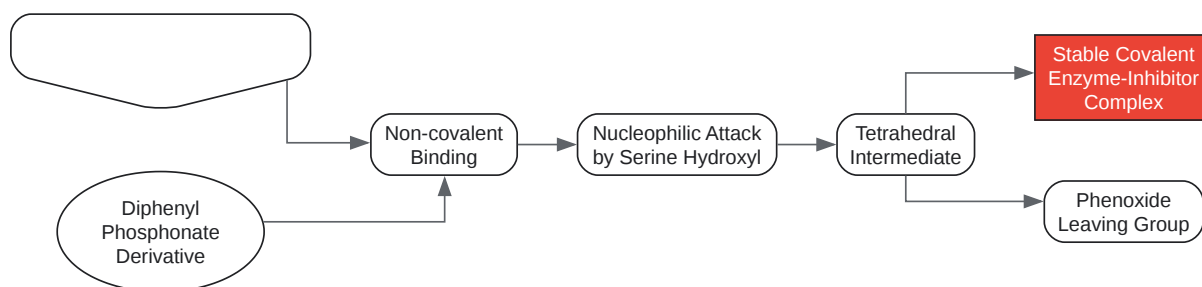 Diphenyl
Phosphonate
Derivative
Non-covalent
Binding
Nucleophilic Attack
by Serine Hydroxyl
Tetrahedral
Intermediate
Stable Covalent
Enzyme-Inhibitor
Complex
Phenoxide
Leaving Group